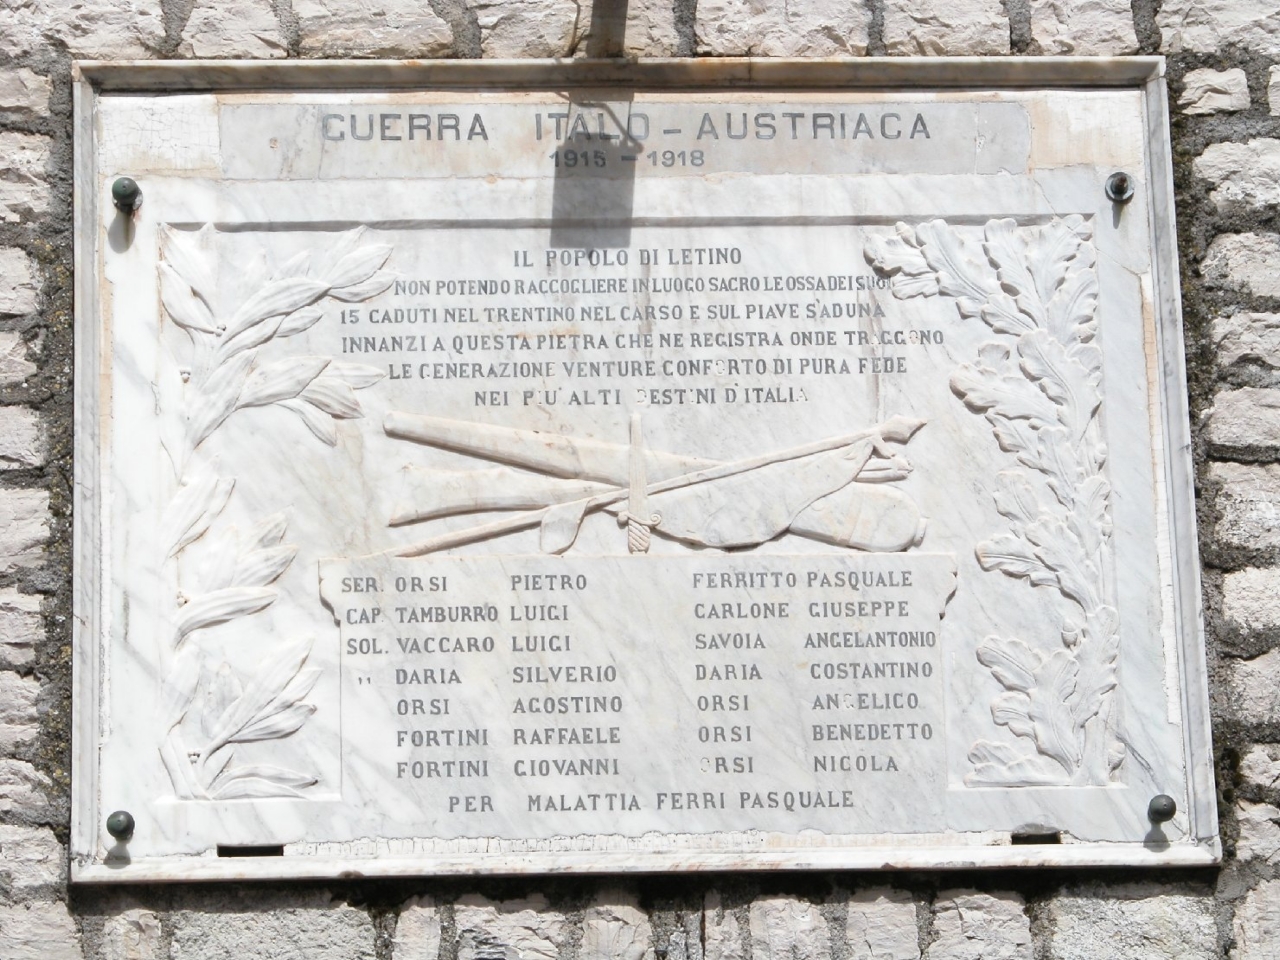 GUERRA ITALO - AUSTRIACA
1915 - 1918
IL POPOLO DI LETINO
NON POTENDO RACCOGLIERE IN LUOGO SACRO LE OSSA DEI SUOI
15 CADUTI NEL TRENTINO NEL CARSO E SUL PIAVE S'ADUNA
INNANZI A QUESTA PIETRA CHE NE REGISTRA ONDE TRAGGONO
LE GENERAZIONI VENTURE CONFORTO DI PURA FEDE
NEI PIU' ALTI DESTINI D'ITALIA
SER. ORSI PIETRO
CAP. TAMBURRO LUIGI
SOL. VACCARO LUIGI
" DARIA SILVERIO
ORSI AGOSTINO
FORTINI RAFFAELE
FORTINI GIOVANNI
FERRITTO PASQUALE
CARLONE GIUSEPPE
SAVOIA ANGELANTONIO
DARIA COSTANTINO
ORSI ANGELICO
ORSI BENEDETTO
ORSI NICOLA
PER MALATTIA FERRI PASQUALE